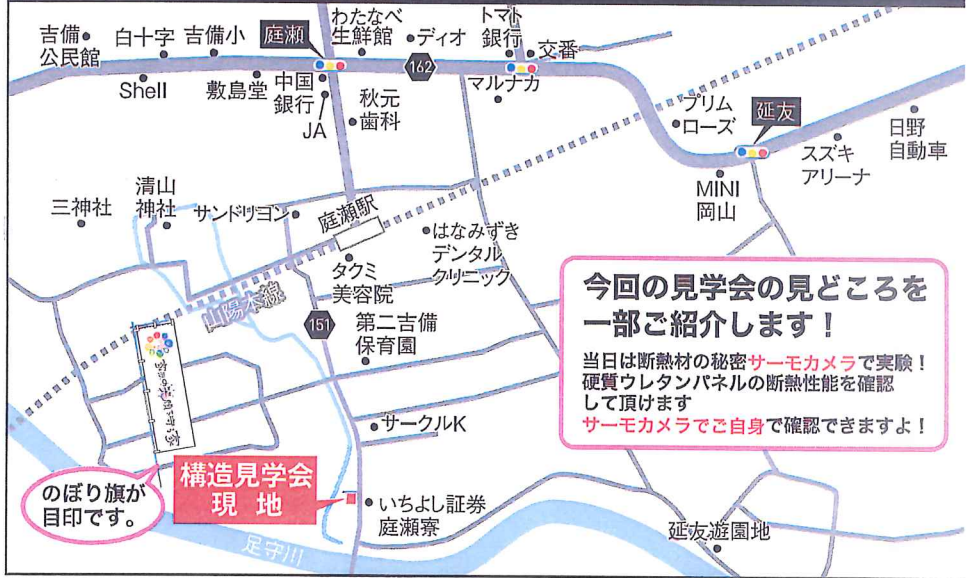 吉備
公民館
白十字
吉備小
庭瀬
わたなべ
生鮮館
ディオ
トマト
銀行
交番
162
Shell
敷島堂
中国
銀行
JA
秋元
歯科
マルナカ
プリム
ローズ
延友
日野
自動車
スズキ
アリーナ
MINI
岡山
三神社
清山
神社
サンドリヨン
庭瀬駅
はなみずき
デンタル
クリニック
タクミ
美容院
山陽本線
151
第二吉備
保育園
今回の見学会の見どころを
一部ご紹介します！
当日は断熱材の秘密サーモカメラで実験！
硬質ウレタンパネルの断熱性能を確認
して頂けます
サーモカメラでご自身で確認できますよ！
サークルK
のぼり旗が
目印です。
構造見学会
現 地
いちよし証券
庭瀬寮
足守川
延友遊園地